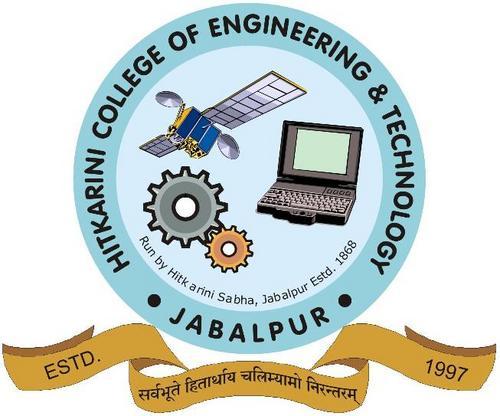 HITKARINI COLLEGE OF ENGINEERING & TECHNOLOGY
Run by Hitkarini Sabha, Jabalpur Estd. 1868
• JABALPUR •
ESTD. 1997
सर्वभूते हितार्थाय चलिम्यामो निरन्तरम्